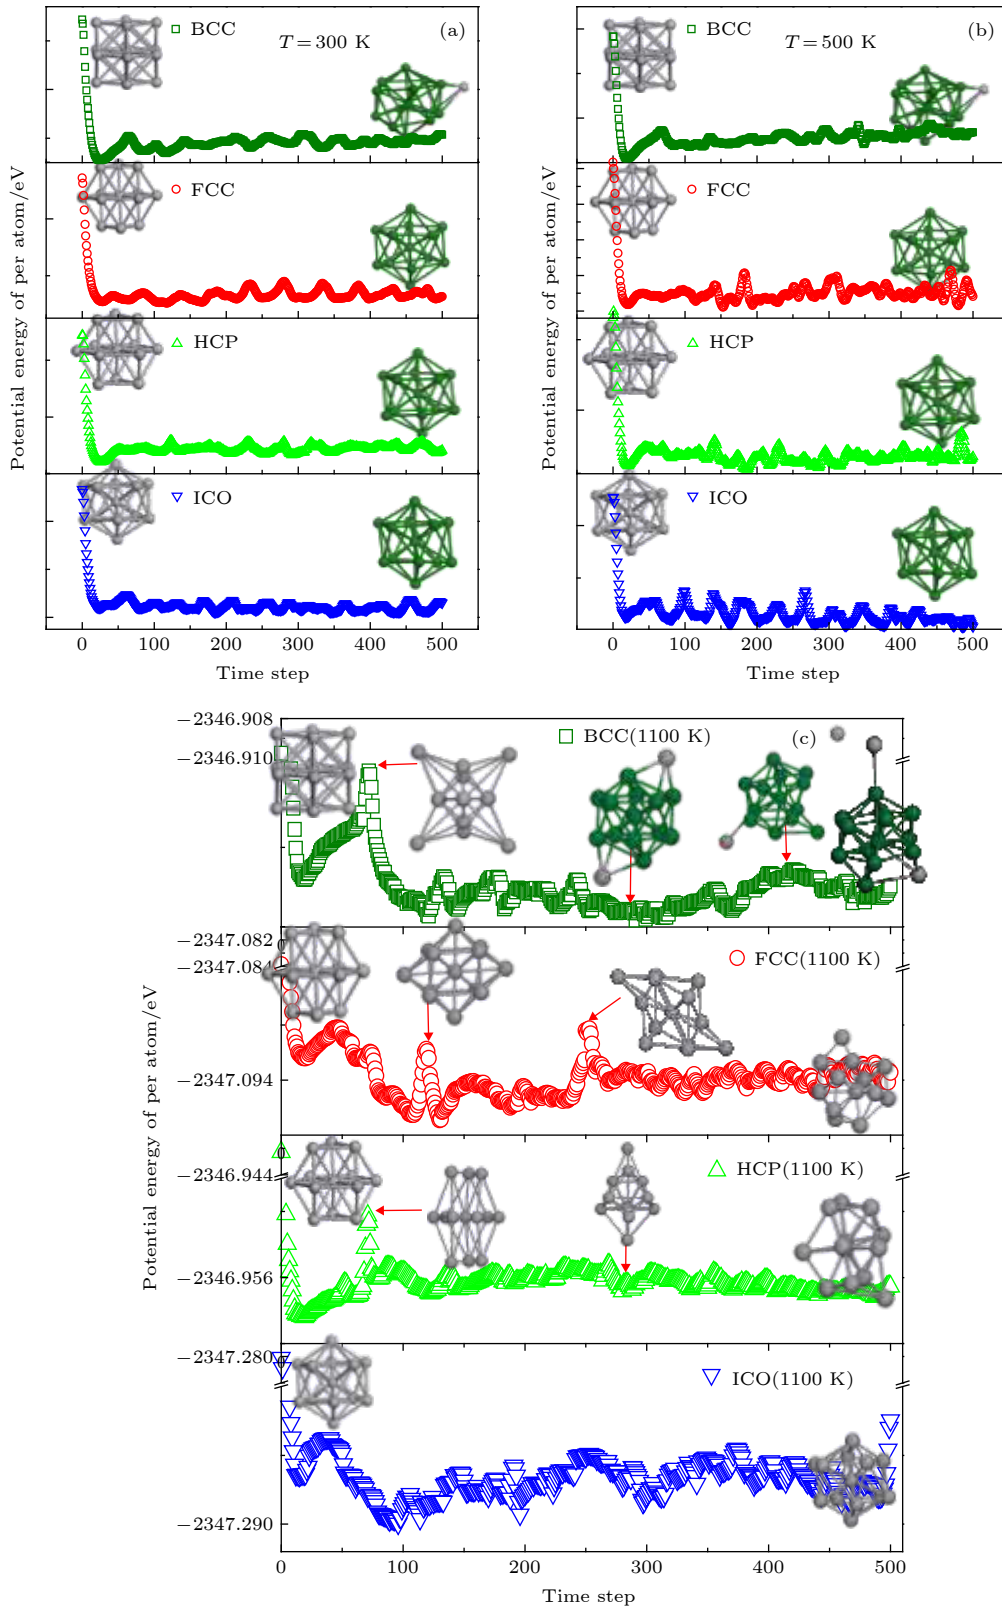 BCC
T = 300 K
(a)
FCC
HCP
ICO
Potential energy of per atom/eV
0 100 200 300 400 500
Time step
BCC
T = 500 K
(b)
FCC
HCP
ICO
Potential energy of per atom/eV
0 100 200 300 400 500
Time step
−2346.908
−2346.910
BCC(1100 K)
(c)
−2347.082
−2347.084
−2347.094
FCC(1100 K)
0
−2346.944
−2346.956
HCP(1100 K)
0
−2347.280
−2347.290
ICO(1100 K)
0
Potential energy of per atom/eV
0 100 200 300 400 500
Time step